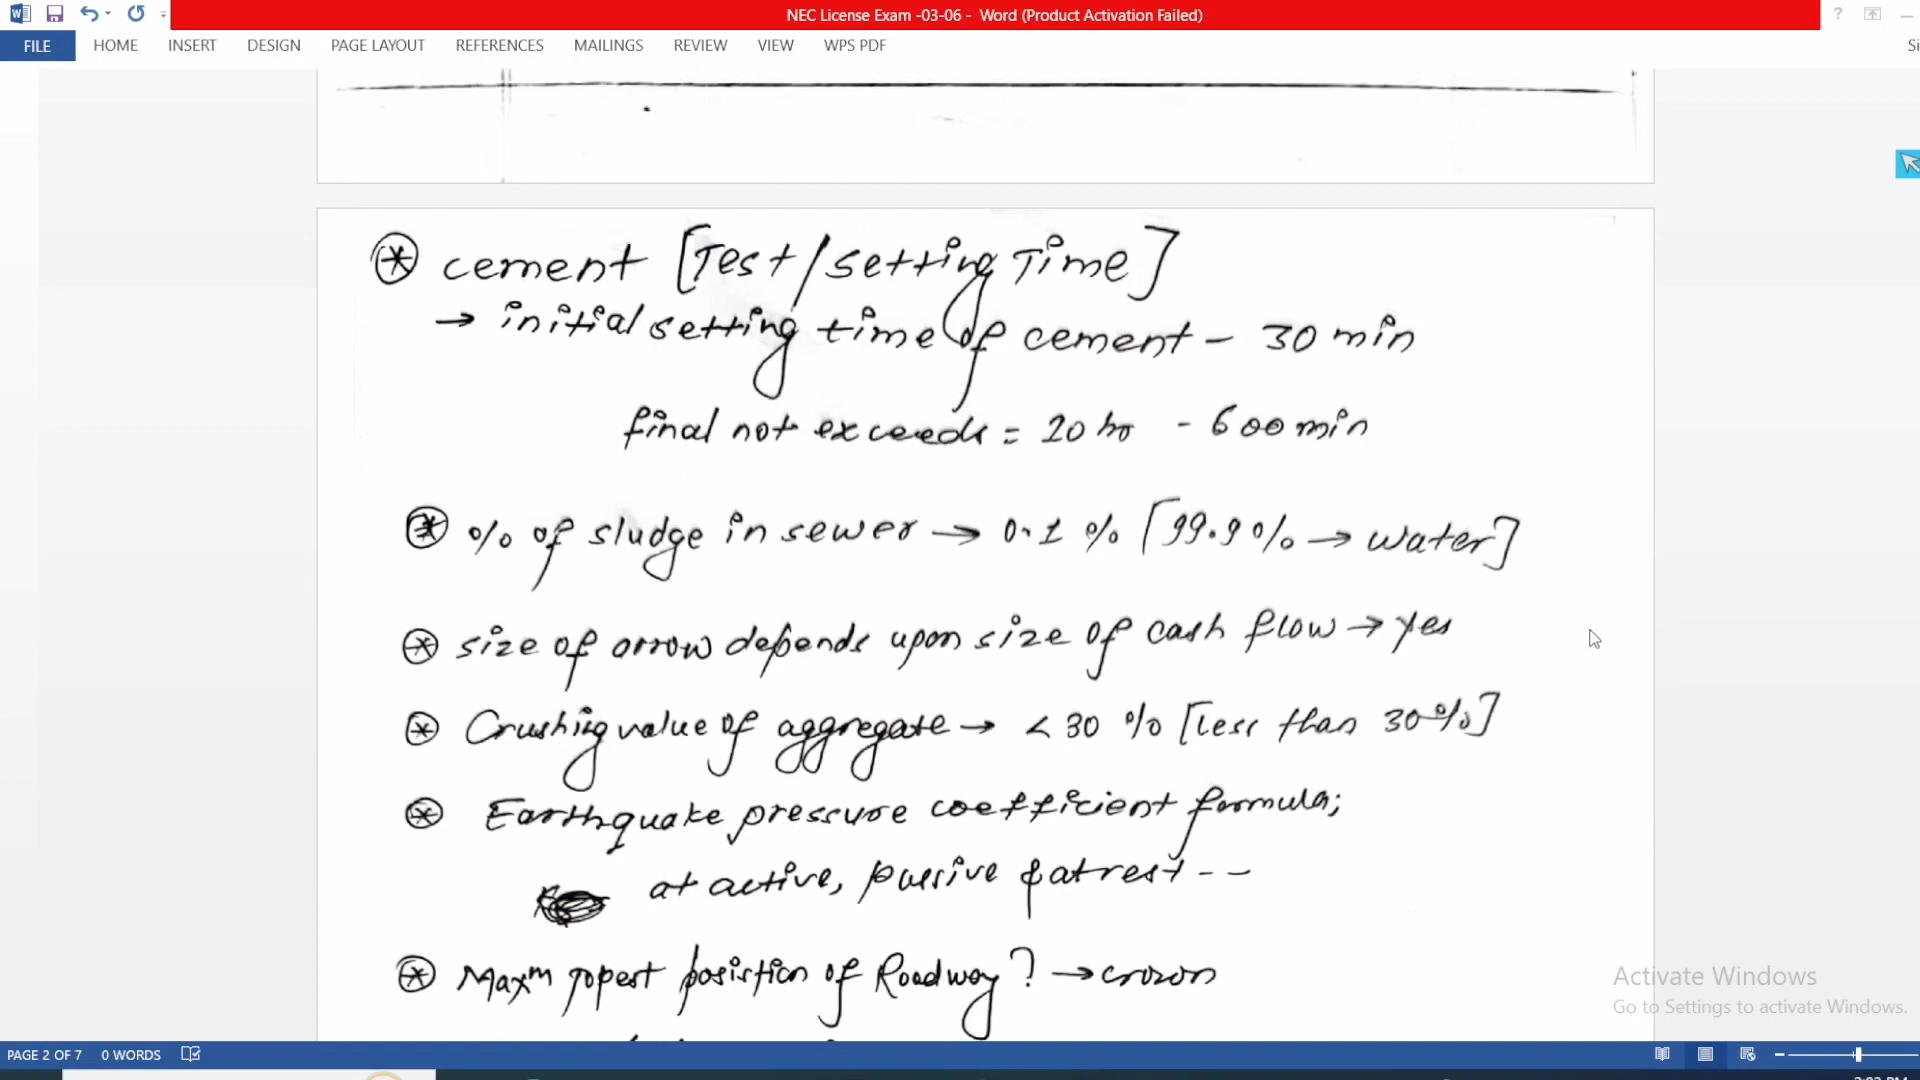 NEC License Exam -03-06 - Word (Product Activation Failed)
FILE HOME INSERT DESIGN PAGE LAYOUT REFERENCES MAILINGS REVIEW VIEW WPS PDF Si
cement [Test/setting Time]
→ initial setting time of cement - 30 min
final not exceeds = 10 hr - 600 min
% of sludge in sewer → 0.1 % [99.9% → water]
size of arrow depends upon size of cash flow → yes
Crushing value of aggregate → < 30 % [less than 30%]
Earthquake pressure coefficient formula;
at active, passive & at rest - -
Maxm topest position of Roadway? → crown
Activate Windows
Go to Settings to activate Windows.
PAGE 2 OF 7 0 WORDS